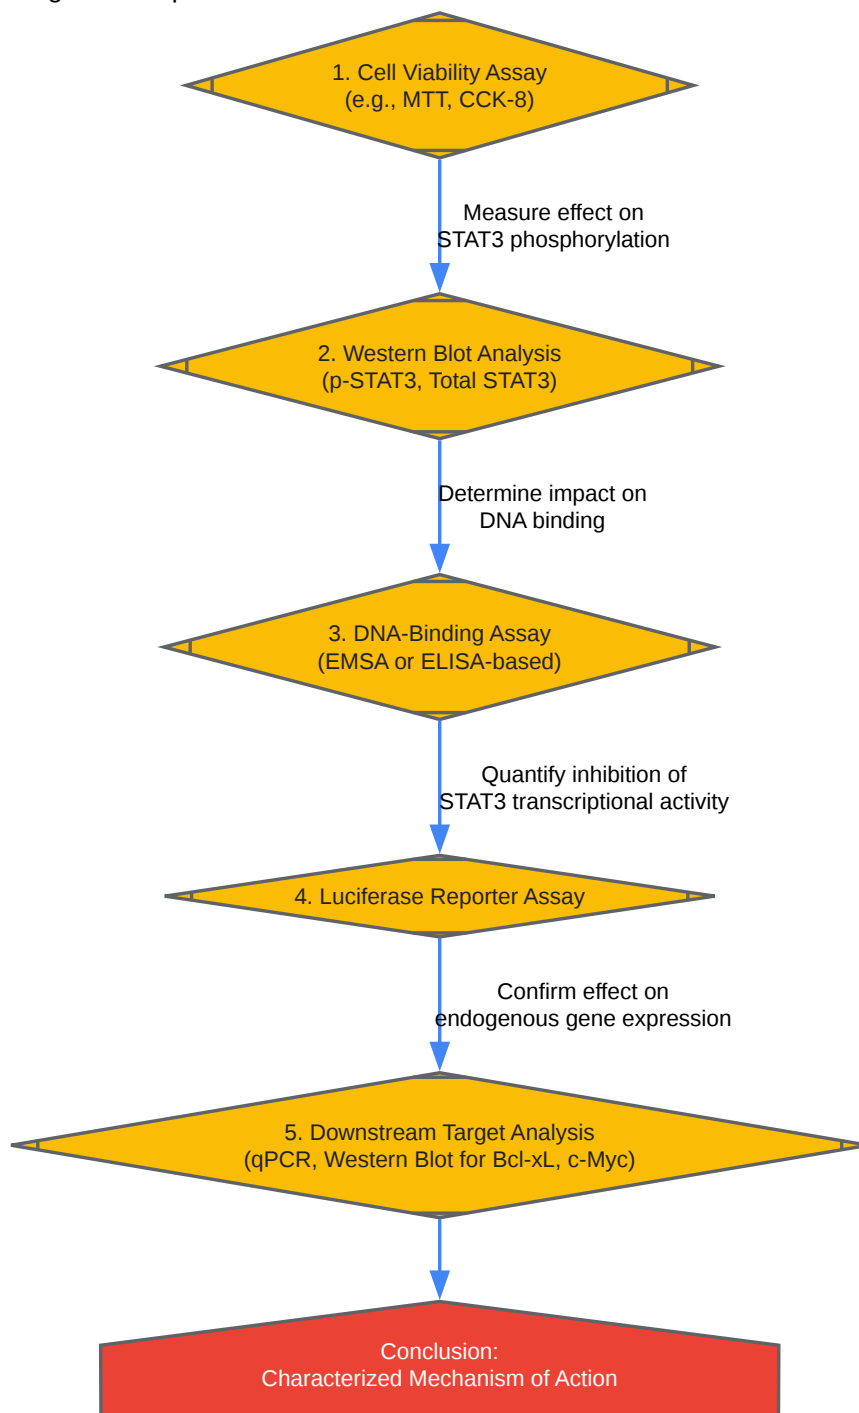 1. Cell Viability Assay
(e.g., MTT, CCK-8)
Measure effect on
STAT3 phosphorylation
2. Western Blot Analysis
(p-STAT3, Total STAT3)
Determine impact on
DNA binding
3. DNA-Binding Assay
(EMSA or ELISA-based)
Quantify inhibition of
STAT3 transcriptional activity
4. Luciferase Reporter Assay
Confirm effect on
endogenous gene expression
5. Downstream Target Analysis
(qPCR, Western Blot for Bcl-xL, c-Myc)
Conclusion:
Characterized Mechanism of Action